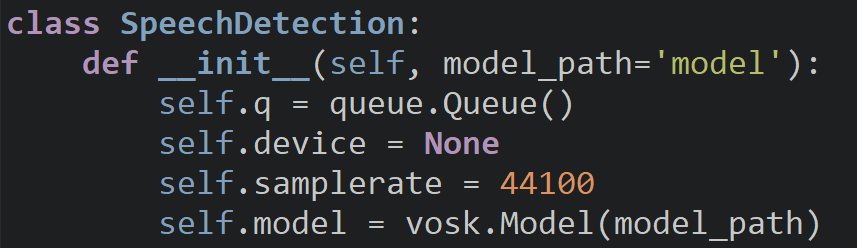 class SpeechDetection:
    def __init__(self, model_path='model'):
        self.q = queue.Queue()
        self.device = None
        self.samplerate = 44100
        self.model = vosk.Model(model_path)